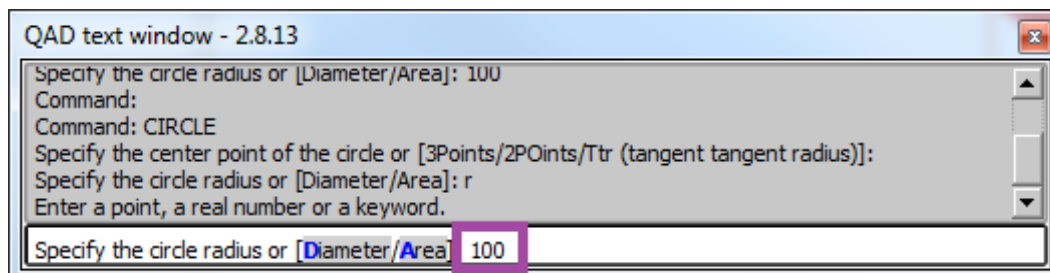 QAD text window - 2.8.13
Specify the circle radius or [Diameter/Area]: 100
Command:
Command: CIRCLE
Specify the center point of the circle or [3Points/2POints/Ttr (tangent tangent radius)]:
Specify the circle radius or [Diameter/Area]: r
Enter a point, a real number or a keyword.
Specify the circle radius or [Diameter/Area] 100